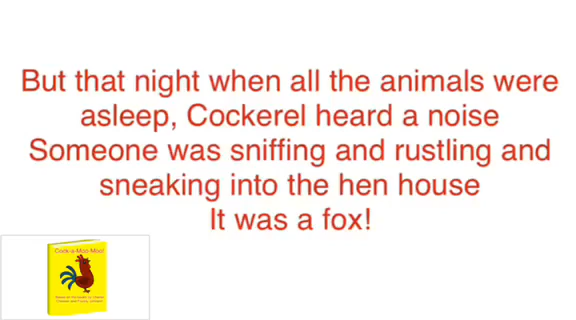 But that night when all the animals were
asleep, Cockerel heard a noise
Someone was sniffing and rustling and
sneaking into the hen house
It was a fox!
Cock-a-Moo-Moo!